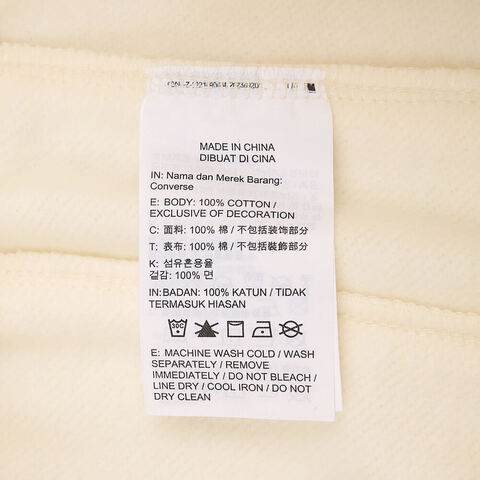 MADE IN CHINA
DIBUAT DI CINA
IN: Nama dan Merek Barang:
Converse
E: BODY: 100% COTTON /
EXCLUSIVE OF DECORATION
C: 面料: 100% 棉 / 不包括装饰部分
T: 表布: 100% 棉 / 不包括裝飾部分
K: 섬유혼용율
겉감: 100% 면
IN: BADAN: 100% KATUN / TIDAK
TERMASUK HIASAN
30C
E: MACHINE WASH COLD / WASH
SEPARATELY / REMOVE
IMMEDIATELY / DO NOT BLEACH /
LINE DRY / COOL IRON / DO NOT
DRY CLEAN